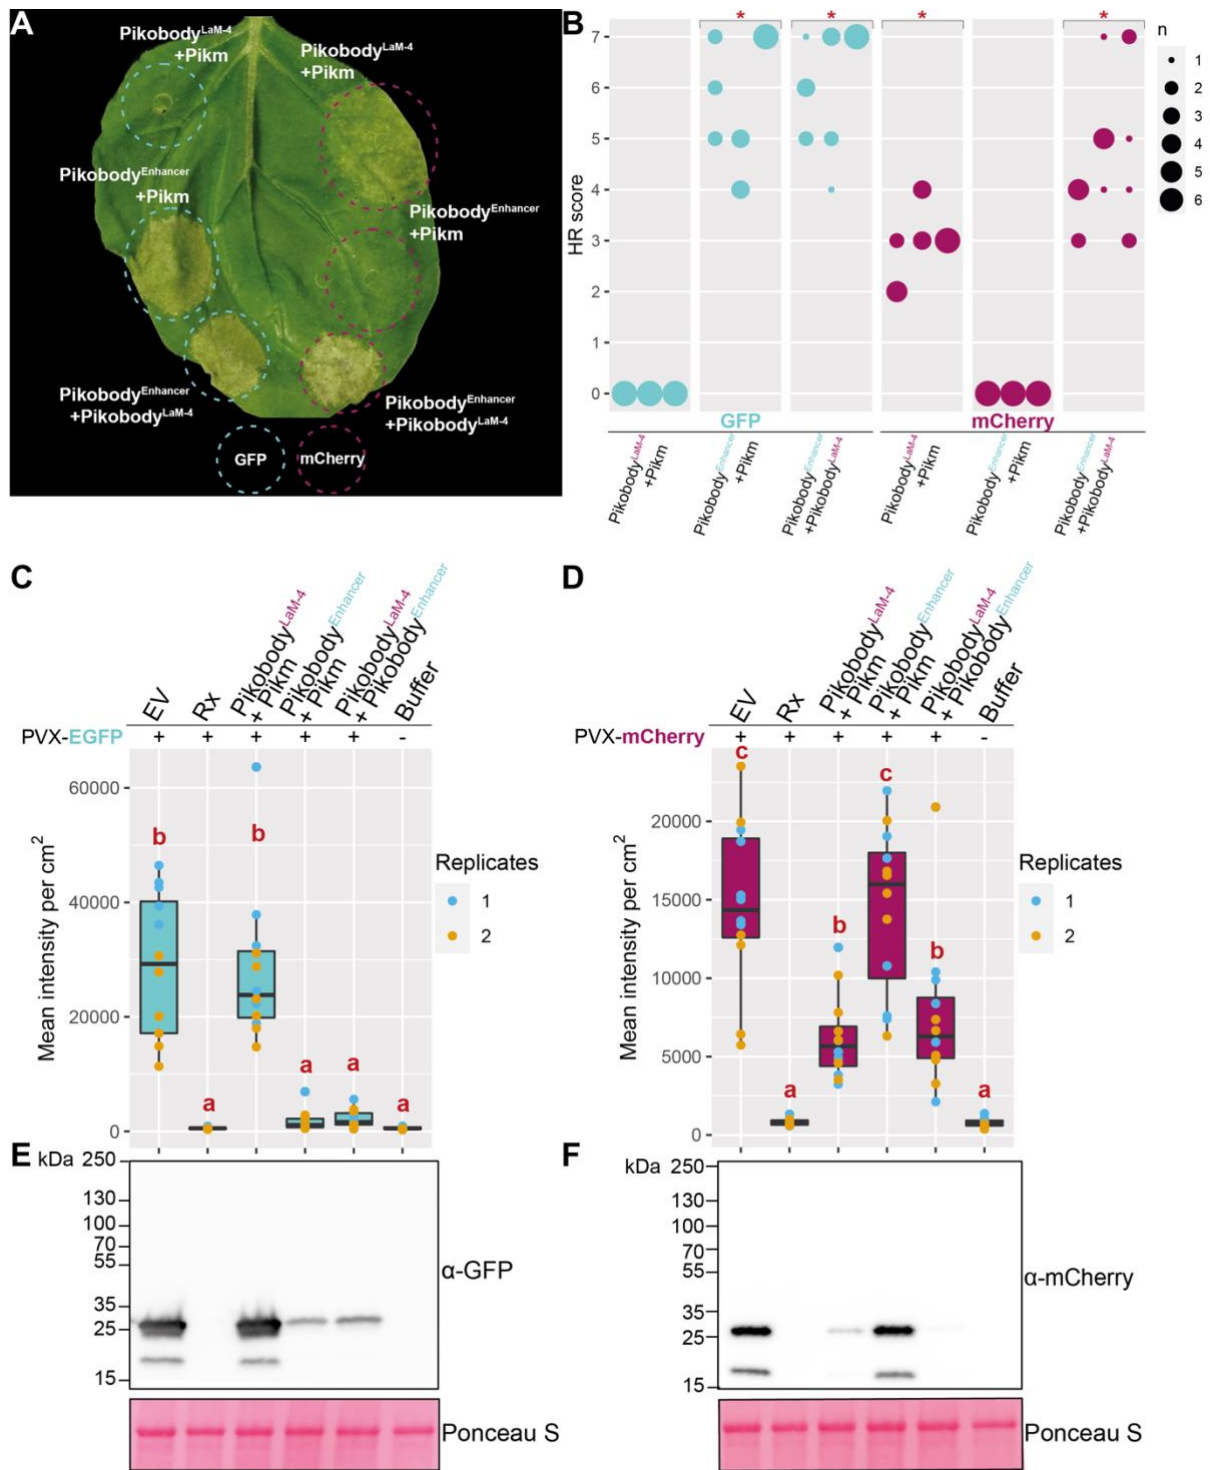 A
Pikobody^LaM-4
+Pikm
Pikobody^LaM-4
+Pikm
Pikobody^Enhancer
+Pikm
Pikobody^Enhancer
+Pikm
Pikobody^Enhancer
+Pikobody^LaM-4
Pikobody^Enhancer
+Pikobody^LaM-4
GFP
mCherry
B
* * * *
HR score
7
6
5
4
3
2
1
0
n
1
2
3
4
5
6
GFP
mCherry
Pikobody^LaM-4
+Pikm
Pikobody^Enhancer
+Pikm
Pikobody^Enhancer
+Pikobody^LaM-4
Pikobody^LaM-4
+Pikm
Pikobody^Enhancer
+Pikm
Pikobody^Enhancer
+Pikobody^LaM-4
C
EV
Rx
Pikobody^LaM-4
+ Pikm
Pikobody^Enhancer
+ Pikm
Pikobody^LaM-4
+ Pikobody^Enhancer
Buffer
PVX-EGFP + + + + + -
Mean intensity per cm²
60000
40000
20000
0
b a b a a a
Replicates
1
2
D
EV
Rx
Pikobody^LaM-4
+ Pikm
Pikobody^Enhancer
+ Pikm
Pikobody^LaM-4
+ Pikobody^Enhancer
Buffer
PVX-mCherry + + + + + -
Mean intensity per cm²
20000
15000
10000
5000
0
c a b c b a
Replicates
1
2
E
kDa
250
130
100
70
55
35
25
15
α-GFP
Ponceau S
F
kDa
250
130
100
70
55
35
25
15
α-mCherry
Ponceau S